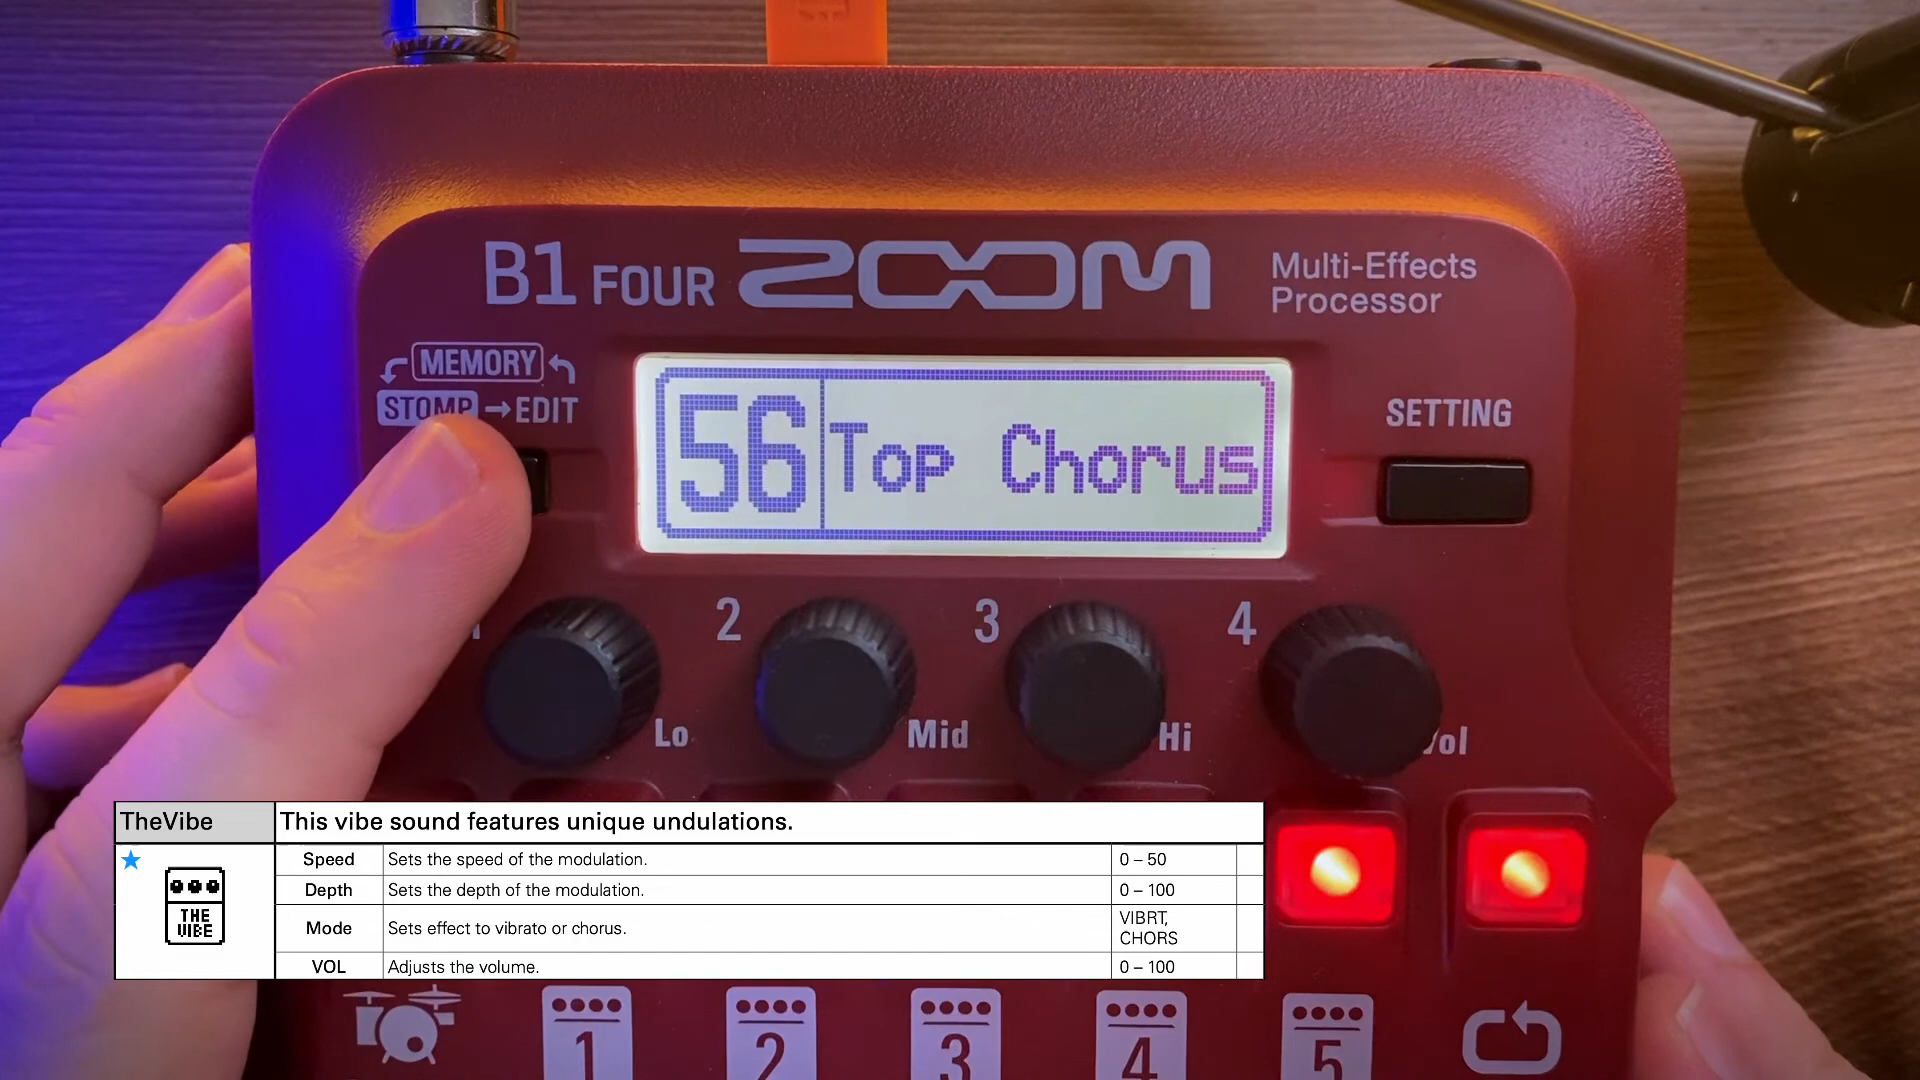 B1 FOUR ZOOM
Multi-Effects
Processor
MEMORY
STOMP→EDIT
SETTING
56 Top Chorus
2
3
4
Lo
Mid
Hi
Vol
TheVibe
This vibe sound features unique undulations.
THE
VIBE
Speed Sets the speed of the modulation. 0 – 50
Depth Sets the depth of the modulation. 0 – 100
Mode Sets effect to vibrato or chorus. VIBRT,
CHORS
VOL Adjusts the volume. 0 – 100
1
2
3
4
5